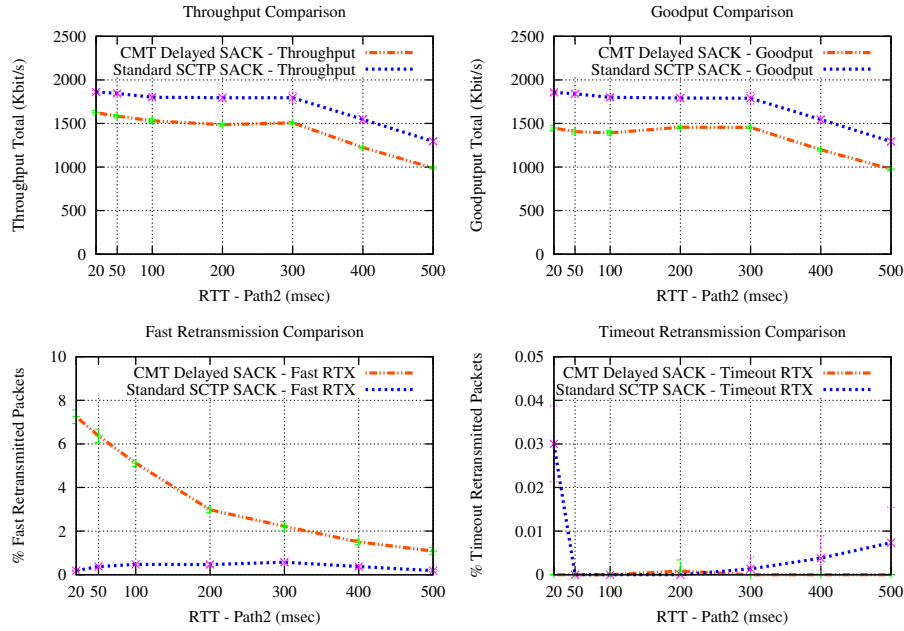 Throughput Comparison
2500
2000
1500
1000
500
0
Throughput Total (Kbit/s)
CMT Delayed SACK - Throughput
Standard SCTP SACK - Throughput
20 50 100 200 300 400 500
RTT - Path2 (msec)
Goodput Comparison
2500
2000
1500
1000
500
0
Goodpuput Total (Kbit/s)
CMT Delayed SACK - Goodput
Standard SCTP SACK - Goodput
20 50 100 200 300 400 500
RTT - Path2 (msec)
Fast Retransmission Comparison
10
8
6
4
2
0
% Fast Retransmitted Packets
CMT Delayed SACK - Fast RTX
Standard SCTP SACK - Fast RTX
20 50 100 200 300 400 500
RTT - Path2 (msec)
Timeout Retransmission Comparison
0.05
0.04
0.03
0.002
0.001
0
% Timeout Retransmitted Packets
CMT Delayed SACK - Timeout RTX
Standard SCTP SACK - Timeout RTX
20 50 100 200 300 400 500
RTT - Path2 (msec)